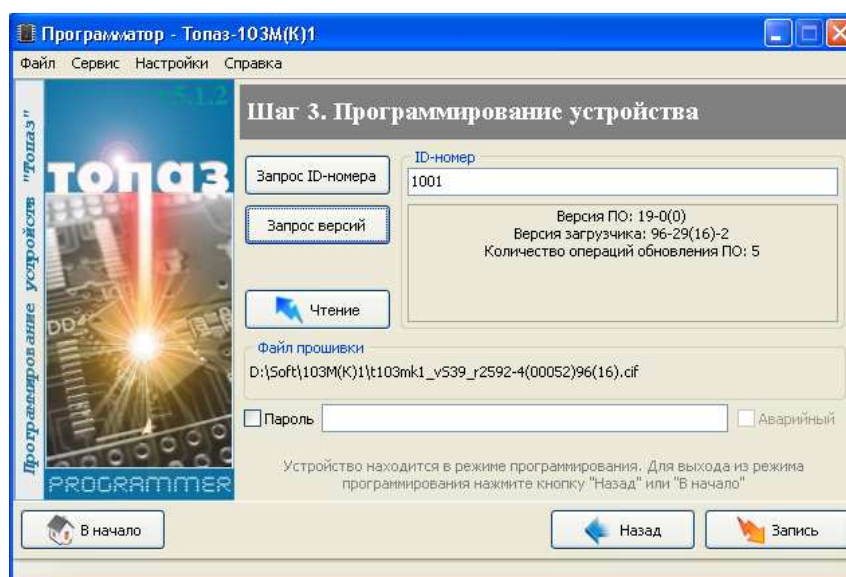 Программатор - Топаз-103М(К)1
Файл Сервис Настройки Справка
Программирование устройств "Топаз"
v.5.1.2
топаз
DD4
PROGRAMMER
Шаг 3. Программирование устройства
Запрос ID-номера
ID-номер
1001
Запрос версий
Версия ПО: 19-0(0)
Версия загрузчика: 96-29(16)-2
Количество операций обновления ПО: 5
Чтение
Файл прошивки
D:\Soft\103M(K)1\t103mk1_v539_r2592-4(00052)96(16).cif
Пароль
Аварийный
Устройство находится в режиме программирования. Для выхода из режима
программирования нажмите кнопку "Назад" или "В начало"
В начало
Назад
Запись